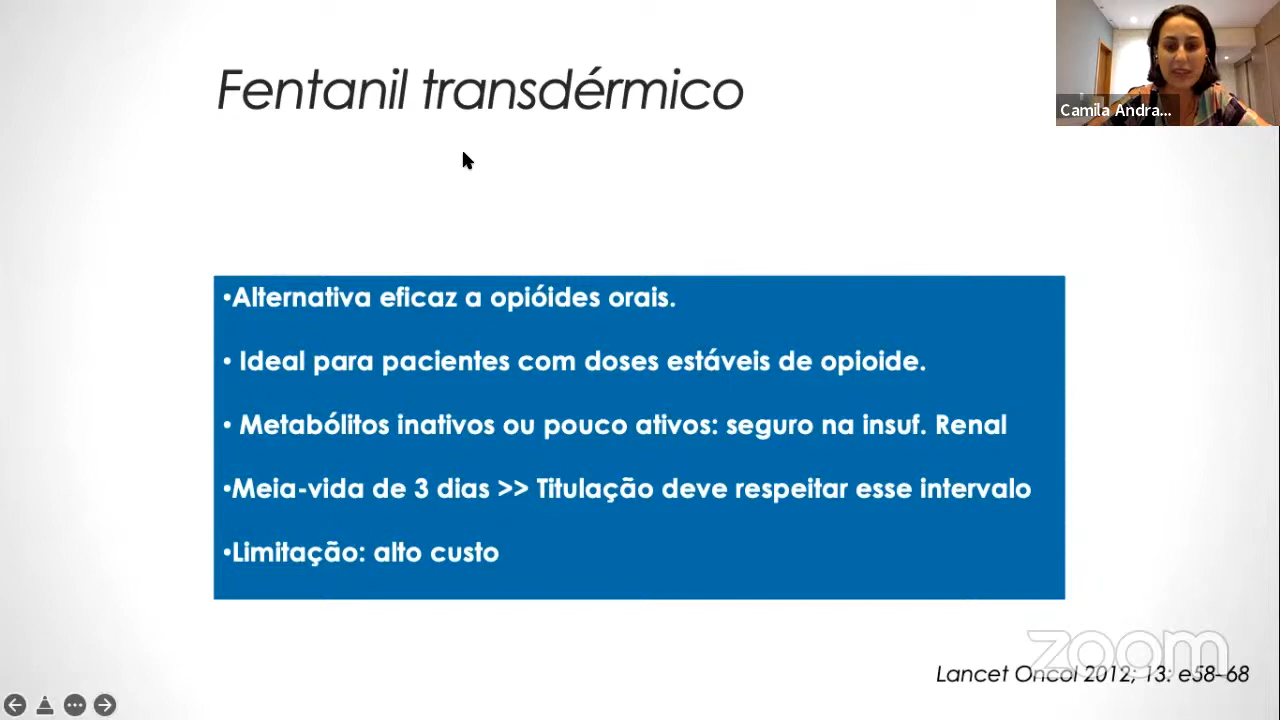 Fentanil transdérmico
Camila Andra...
•Alternativa eficaz a opióides orais.
• Ideal para pacientes com doses estáveis de opioide.
• Metabólitos inativos ou pouco ativos: seguro na insuf. Renal
•Meia-vida de 3 dias >> Titulação deve respeitar esse intervalo
•Limitação: alto custo
zoom
Lancet Oncol 2012; 13: e58-68